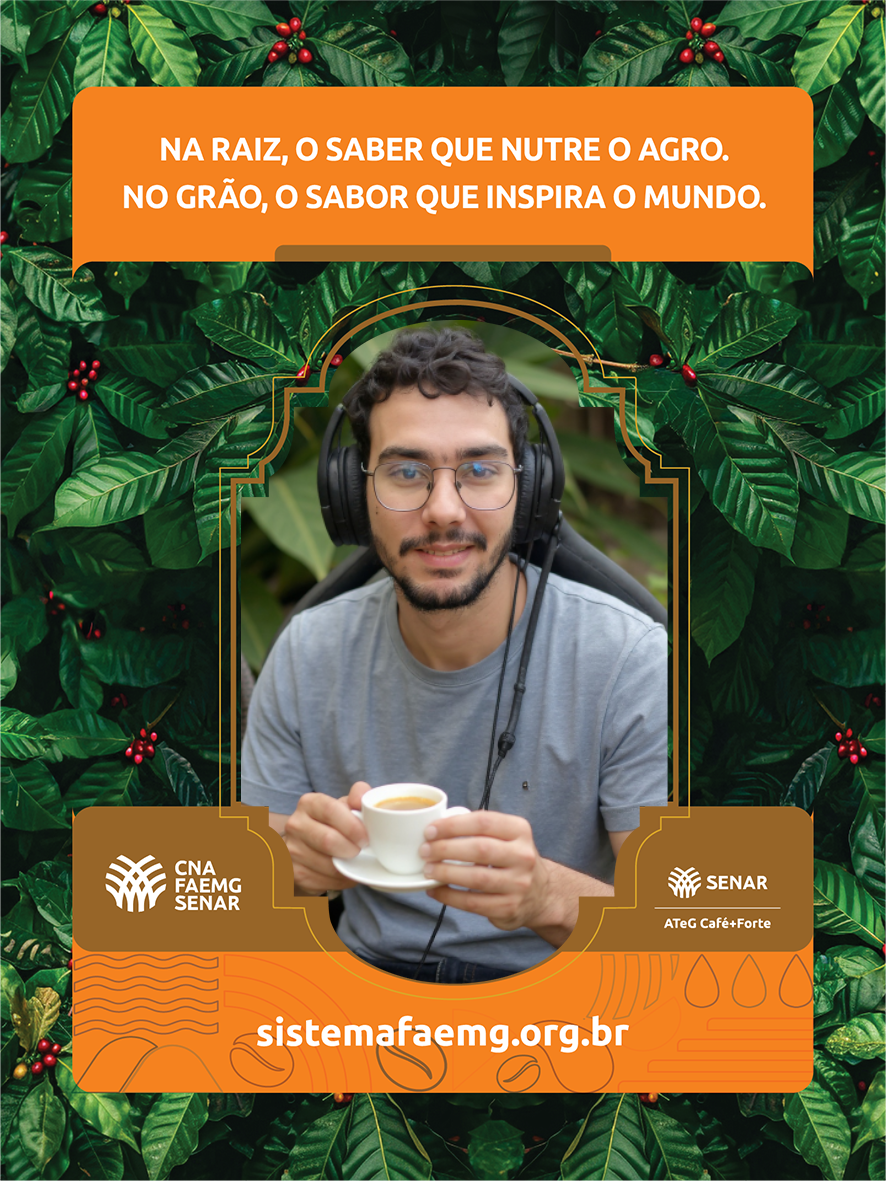 NA RAIZ, O SABER QUE NUTRE O AGRO.
NO GRÃO, O SABOR QUE INSPIRA O MUNDO.
CNA
FAEMG
SENAR
SENAR
ATeG Café+Forte
sistemafaemg.org.br